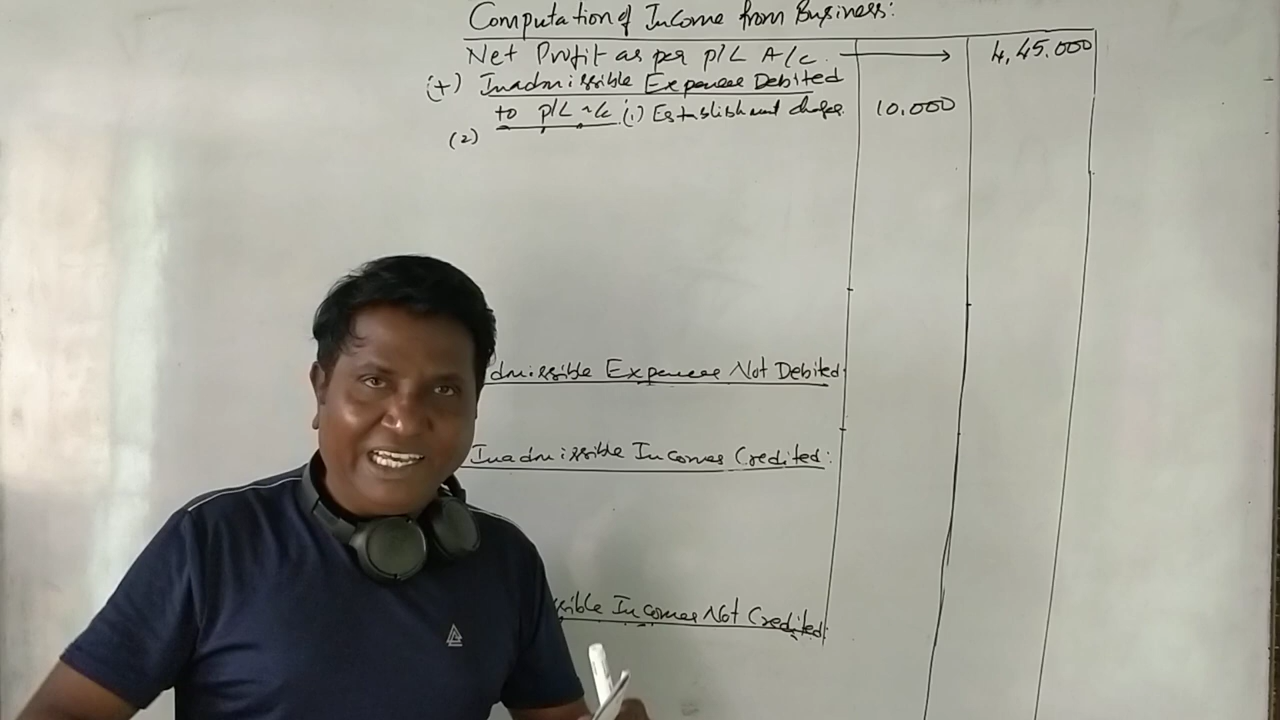 Computation of Income from Business:
Net Profit as per P/L A/c. 4,45,000
(+) Inadmissible Expenses Debited
to P/L A/c (1) Establishment charges 10,000
(2)
dmissible Expenses Not Debited
Inadmissible Incomes Credited:
ssible Incomes Not Credited: